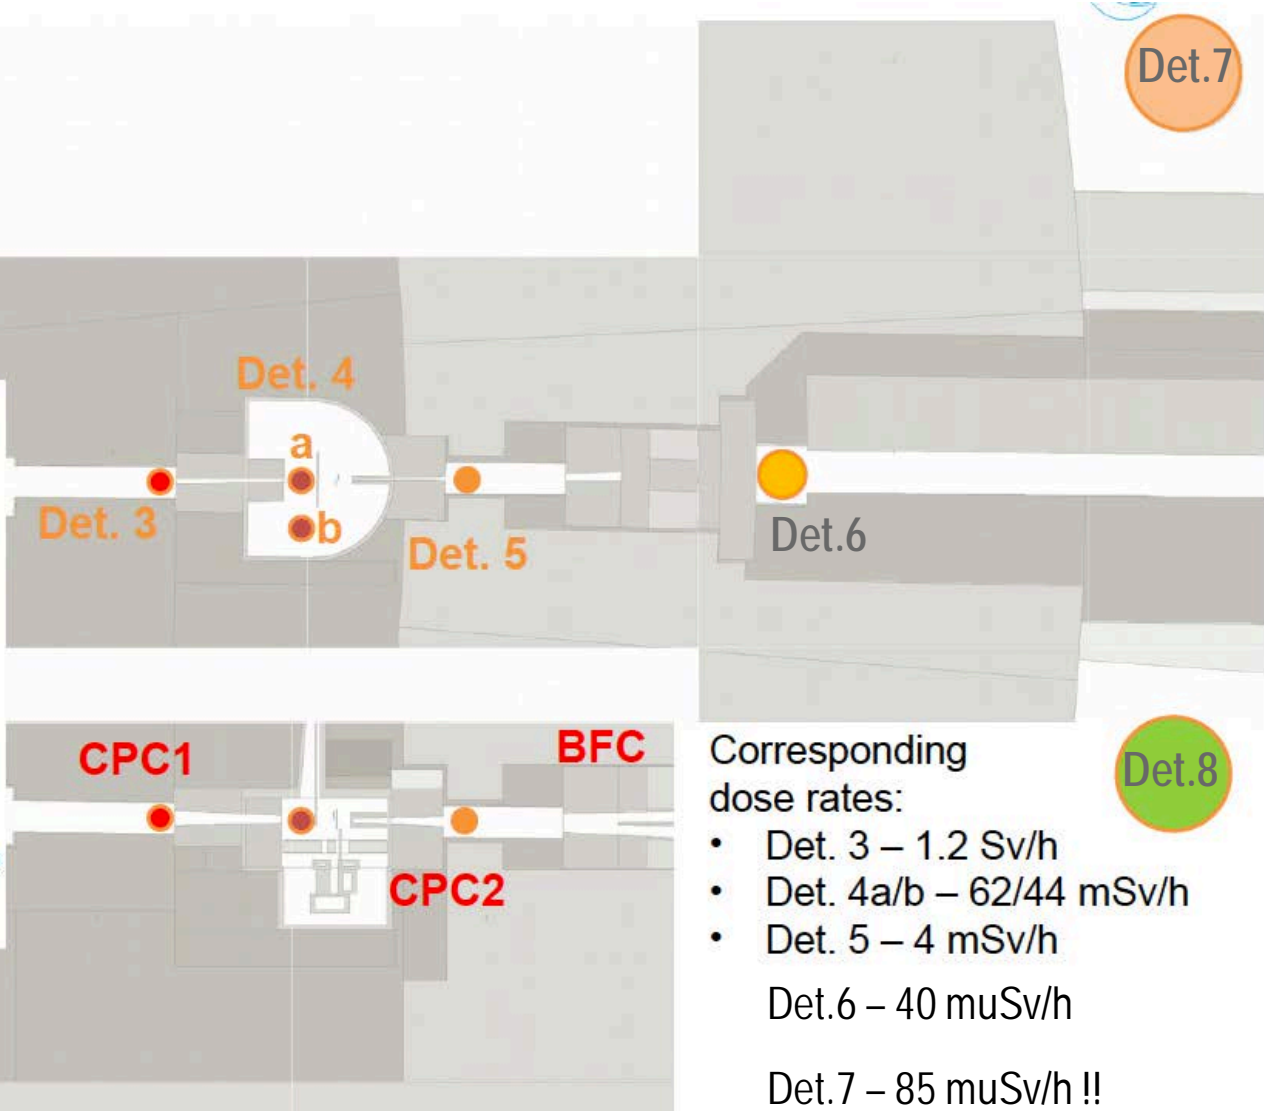 Det.7
Det. 4
a
b
Det. 3
Det. 5
Det.6
CPC1
BFC
CPC2
Det.8
Corresponding
dose rates:
• Det. 3 – 1.2 Sv/h
• Det. 4a/b – 62/44 mSv/h
• Det. 5 – 4 mSv/h
Det.6 – 40 muSv/h
Det.7 – 85 muSv/h !!